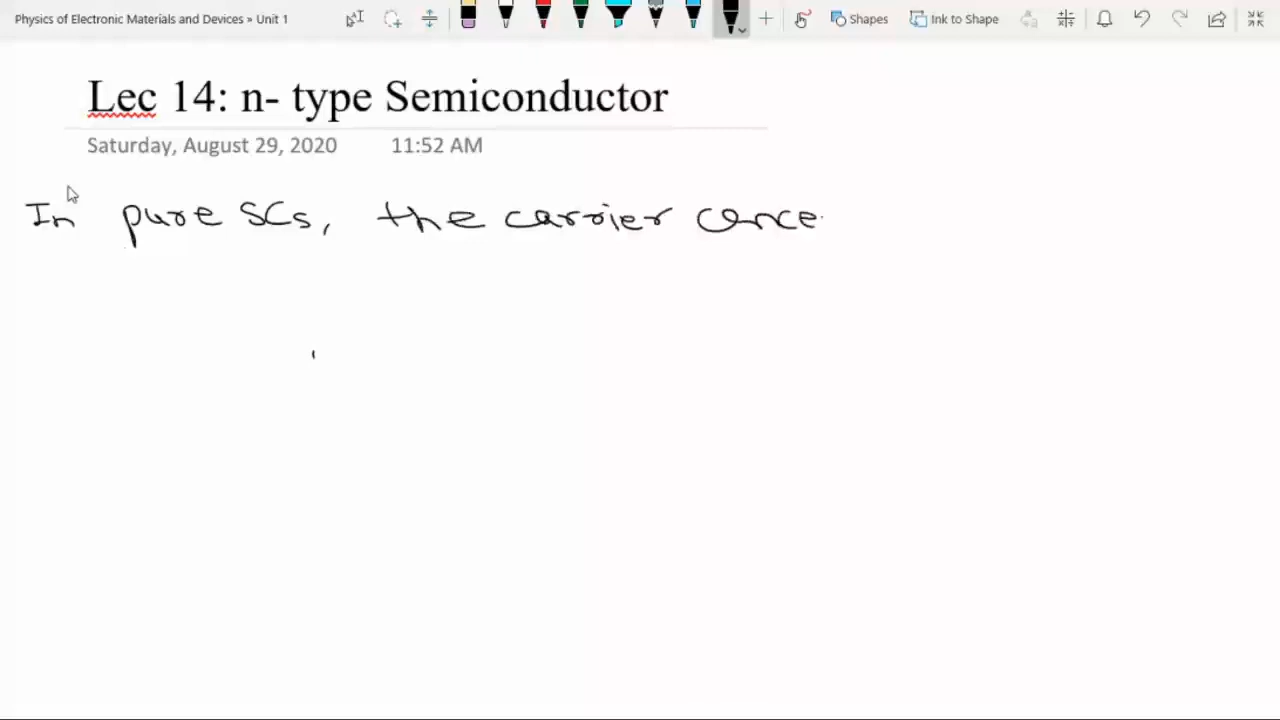 Physics of Electronic Materials and Devices » Unit 1
Shapes
Ink to Shape
Lec 14: n- type Semiconductor
Saturday, August 29, 2020 11:52 AM
In pure SCs, the carrier conce